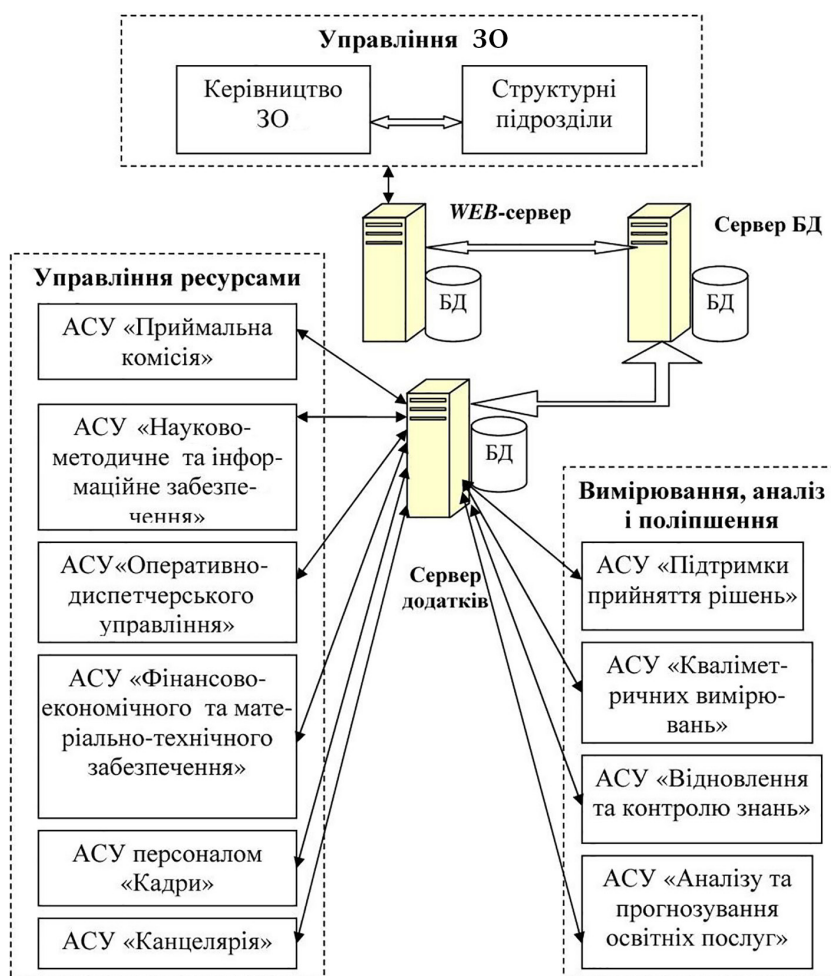 Управління ЗО
Керівництво
ЗО
Структурні
підрозділи
WEB-сервер
Сервер БД
БД
БД
Управління ресурсами
АСУ «Приймальна
комісія»
АСУ «Науково-
методичне та інфор-
маційне забезпе-
чення»
АСУ«Оперативно-
диспетчерського
управління»
АСУ «Фінансово-
економічного та мате-
ріально-технічного
забезпечення»
АСУ персоналом
«Кадри»
АСУ «Канцелярія»
БД
Сервер
додатків
Вимірювання, аналіз
і поліпшення
АСУ «Підтримки
прийняття рішень»
АСУ «Квалімет-
ричних вимірю-
вань»
АСУ «Відновлення
та контролю знань»
АСУ «Аналізу та
прогнозування
освітніх послуг»